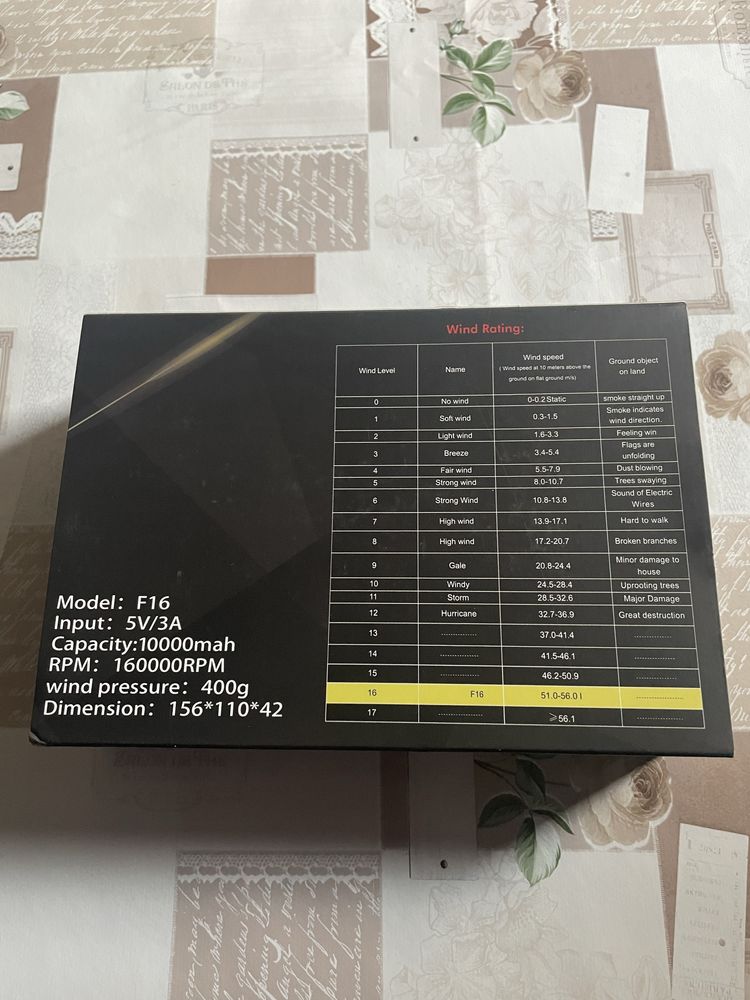 SALON DE THE
PARIS
Wind Rating:
Wind Level Name Wind speed ( Wind speed at 10 meters above the ground on flat ground m/s) Ground object on land
0 No wind 0-0.2 Static smoke straight up
1 Soft wind 0.3-1.5 Smoke indicates wind direction.
2 Light wind 1.6-3.3 Feeling win
3 Breeze 3.4-5.4 Flags are unfolding
4 Fair wind 5.5-7.9 Dust blowing
5 Strong wind 8.0-10.7 Trees swaying
6 Strong Wind 10.8-13.8 Sound of Electric Wires
7 High wind 13.9-17.1 Hard to walk
8 High wind 17.2-20.7 Broken branches
9 Gale 20.8-24.4 Minor damage to house
10 Windy 24.5-28.4 Uprooting trees
11 Storm 28.5-32.6 Major Damage
12 Hurricane 32.7-36.9 Great destruction
13 ............... 37.0-41.4 ...............
14 ............... 41.5-46.1 ...............
15 ............... 46.2-50.9 ...............
16 F16 51.0-56.0 I ...............
17 ............... ⩾56.1 ...............
Model: F16
Input: 5V/3A
Capacity:10000mah
RPM: 160000RPM
wind pressure: 400g
Dimension: 156*110*42